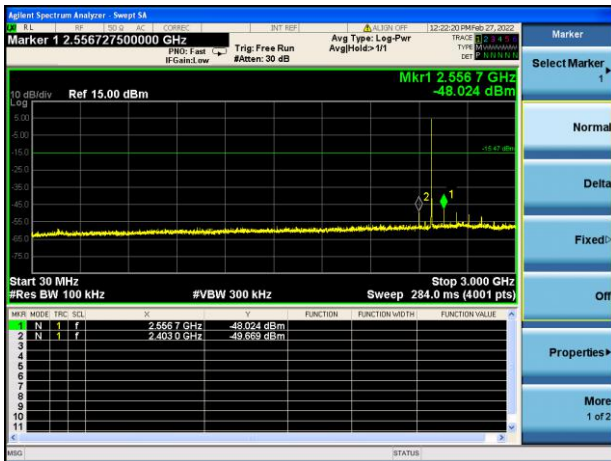 Agilent Spectrum Analyzer - Swept SA
RL RF 50 Ω AC CORREC INT REF ALIGN OFF 12:22:20 PM Feb 27, 2022
Marker 1 2.556727500000 GHz
PNO: Fast
IFGain:Low
Trig: Free Run
#Atten: 30 dB
Avg Type: Log-Pwr
Avg|Hold:> 1/1
TRACE 1 2 3 4 5 6
TYPE M W W W W W
DET P N N N N N
Mkr1 2.556 7 GHz
-48.024 dBm
10 dB/div Ref 15.00 dBm
Log
5.00
-5.00
-15.0
-15.47 dBm
-25.0
-35.0
-45.0
-55.0
-65.0
-75.0
2
1
Start 30 MHz Stop 3.000 GHz
#Res BW 100 kHz #VBW 300 kHz Sweep 284.0 ms (4001 pts)
MKR MODE TRC SCL X Y FUNCTION FUNCTION WIDTH FUNCTION VALUE
1 N 1 f 2.556 7 GHz -48.024 dBm
2 N 1 f 2.403 0 GHz -49.669 dBm
3
4
5
6
7
8
9
10
11
MSG STATUS
Marker
Select Marker
1
Normal
Delta
Fixed
Off
Properties
More
1 of 2